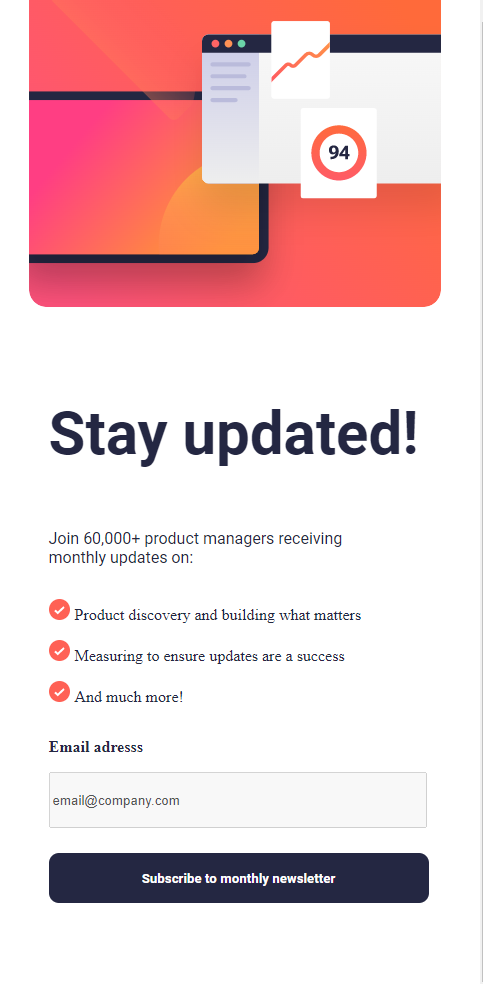 94
Stay updated!
Join 60,000+ product managers receiving
monthly updates on:
Product discovery and building what matters
Measuring to ensure updates are a success
And much more!
Email adresss
email@company.com
Subscribe to monthly newsletter